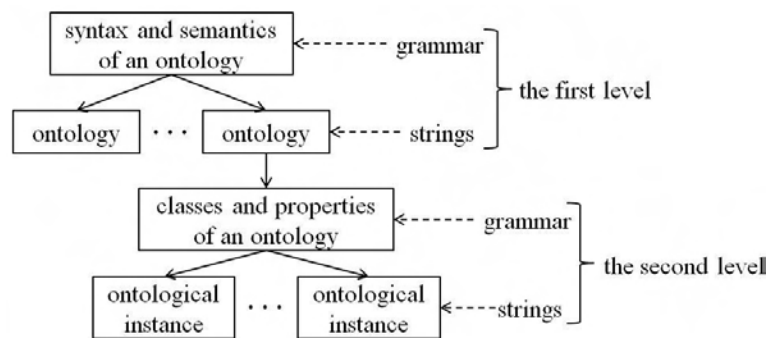 syntax and semantics
of an ontology
grammar
the first level
ontology
. . .
ontology
strings
classes and properties
of an ontology
grammar
the second level
ontological
instance
. . .
ontological
instance
strings